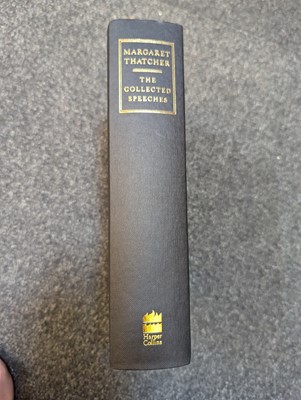 MARGARET
THATCHER
THE
COLLECTED
SPEECHES
Harper
Collins